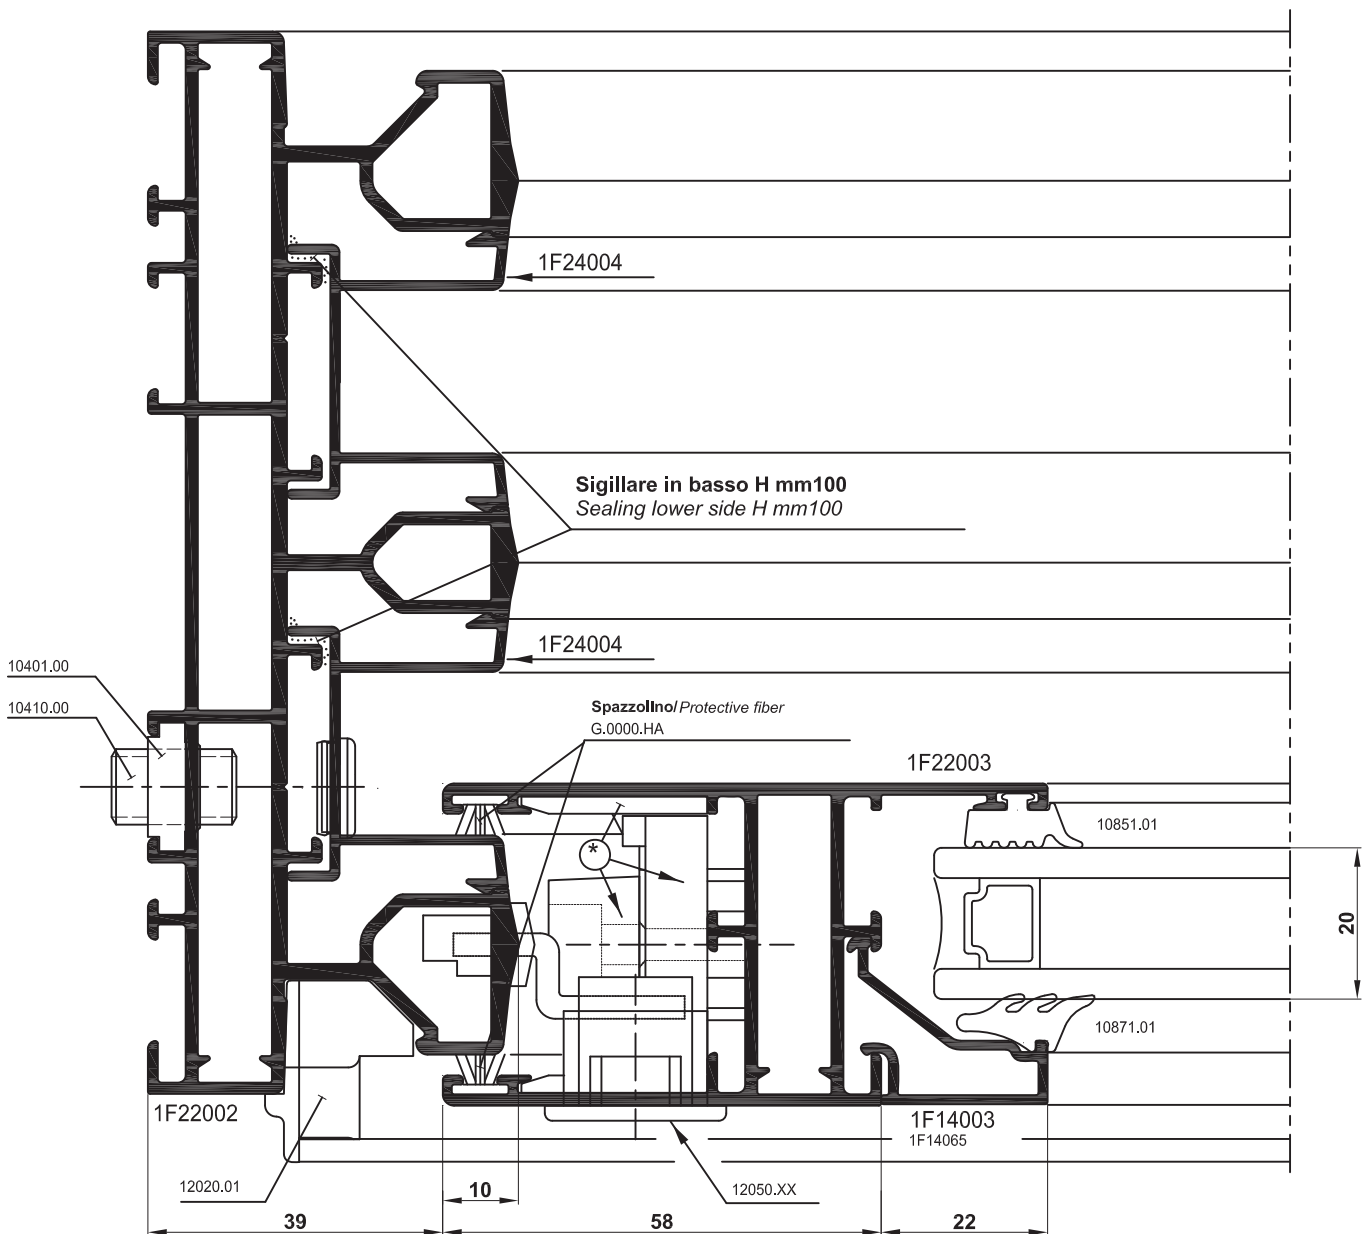 1F24004
Sigillare in basso H mm100
Sealing lower side H mm100
1F24004
10401.00
10410.00
Spazzolino/Protective fiber
G.0000.HA
1F22003
10851.01
*
20
10871.01
1F22002
1F14003
1F14065
12020.01
10
12050.XX
39
58
22